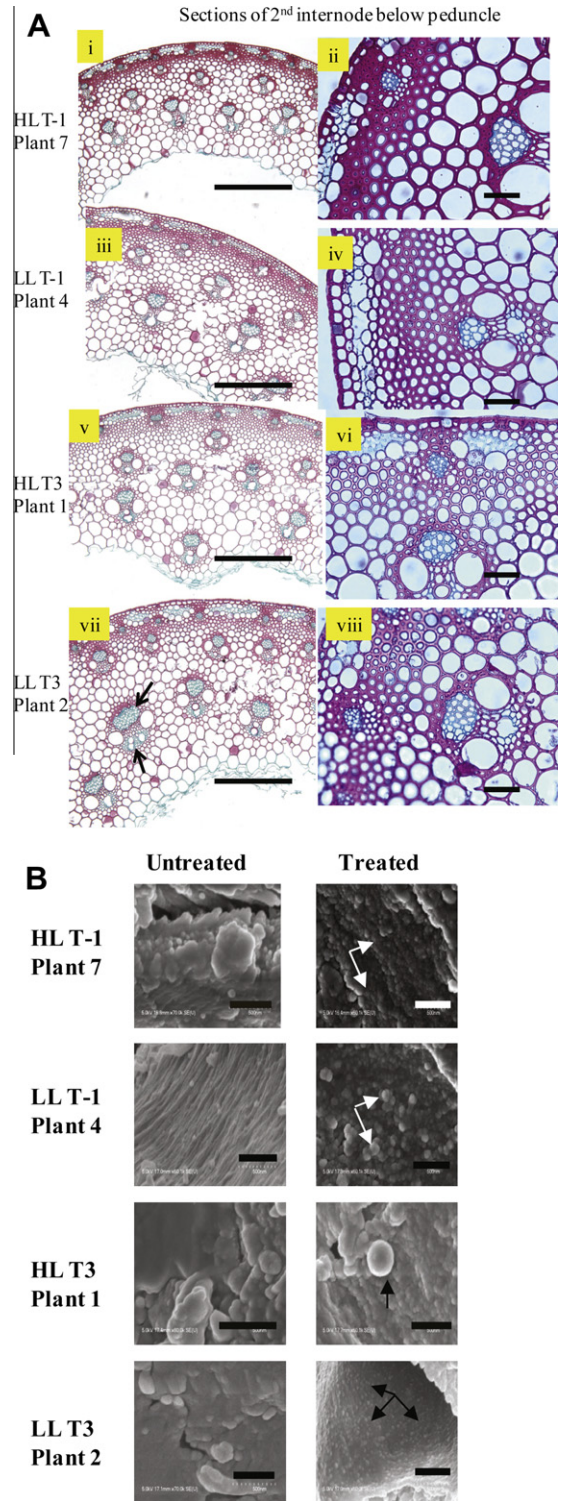 Sections of 2nd internode below peduncle
A
i
ii
HL T-1
Plant 7
iii
iv
LL T-1
Plant 4
v
vi
HL T3
Plant 1
vii
viii
LL T3
Plant 2
B
Untreated
Treated
HL T-1
Plant 7
LL T-1
Plant 4
HL T3
Plant 1
LL T3
Plant 2